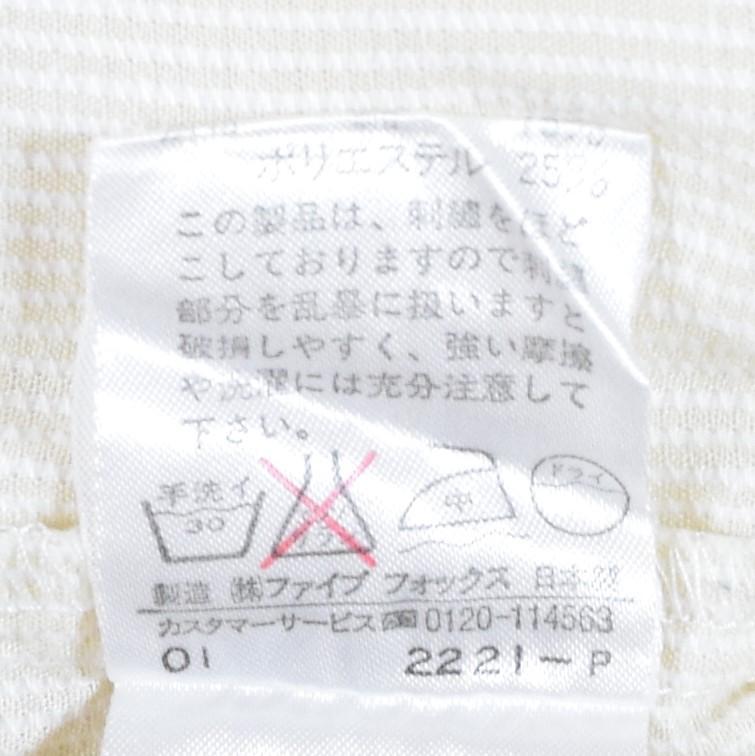 ポリエステル 25%
この製品は、刺繍をほど
こしておりますので刺繍
部分を乱暴に扱いますと
破損しやすく、強い摩擦
や洗濯には充分注意して
下さい。
手洗イ
30
中
ドライ
製造 ㈱ファイブ フォックス 日本製
カスタマーサービス 0120-114563
01 2221-P